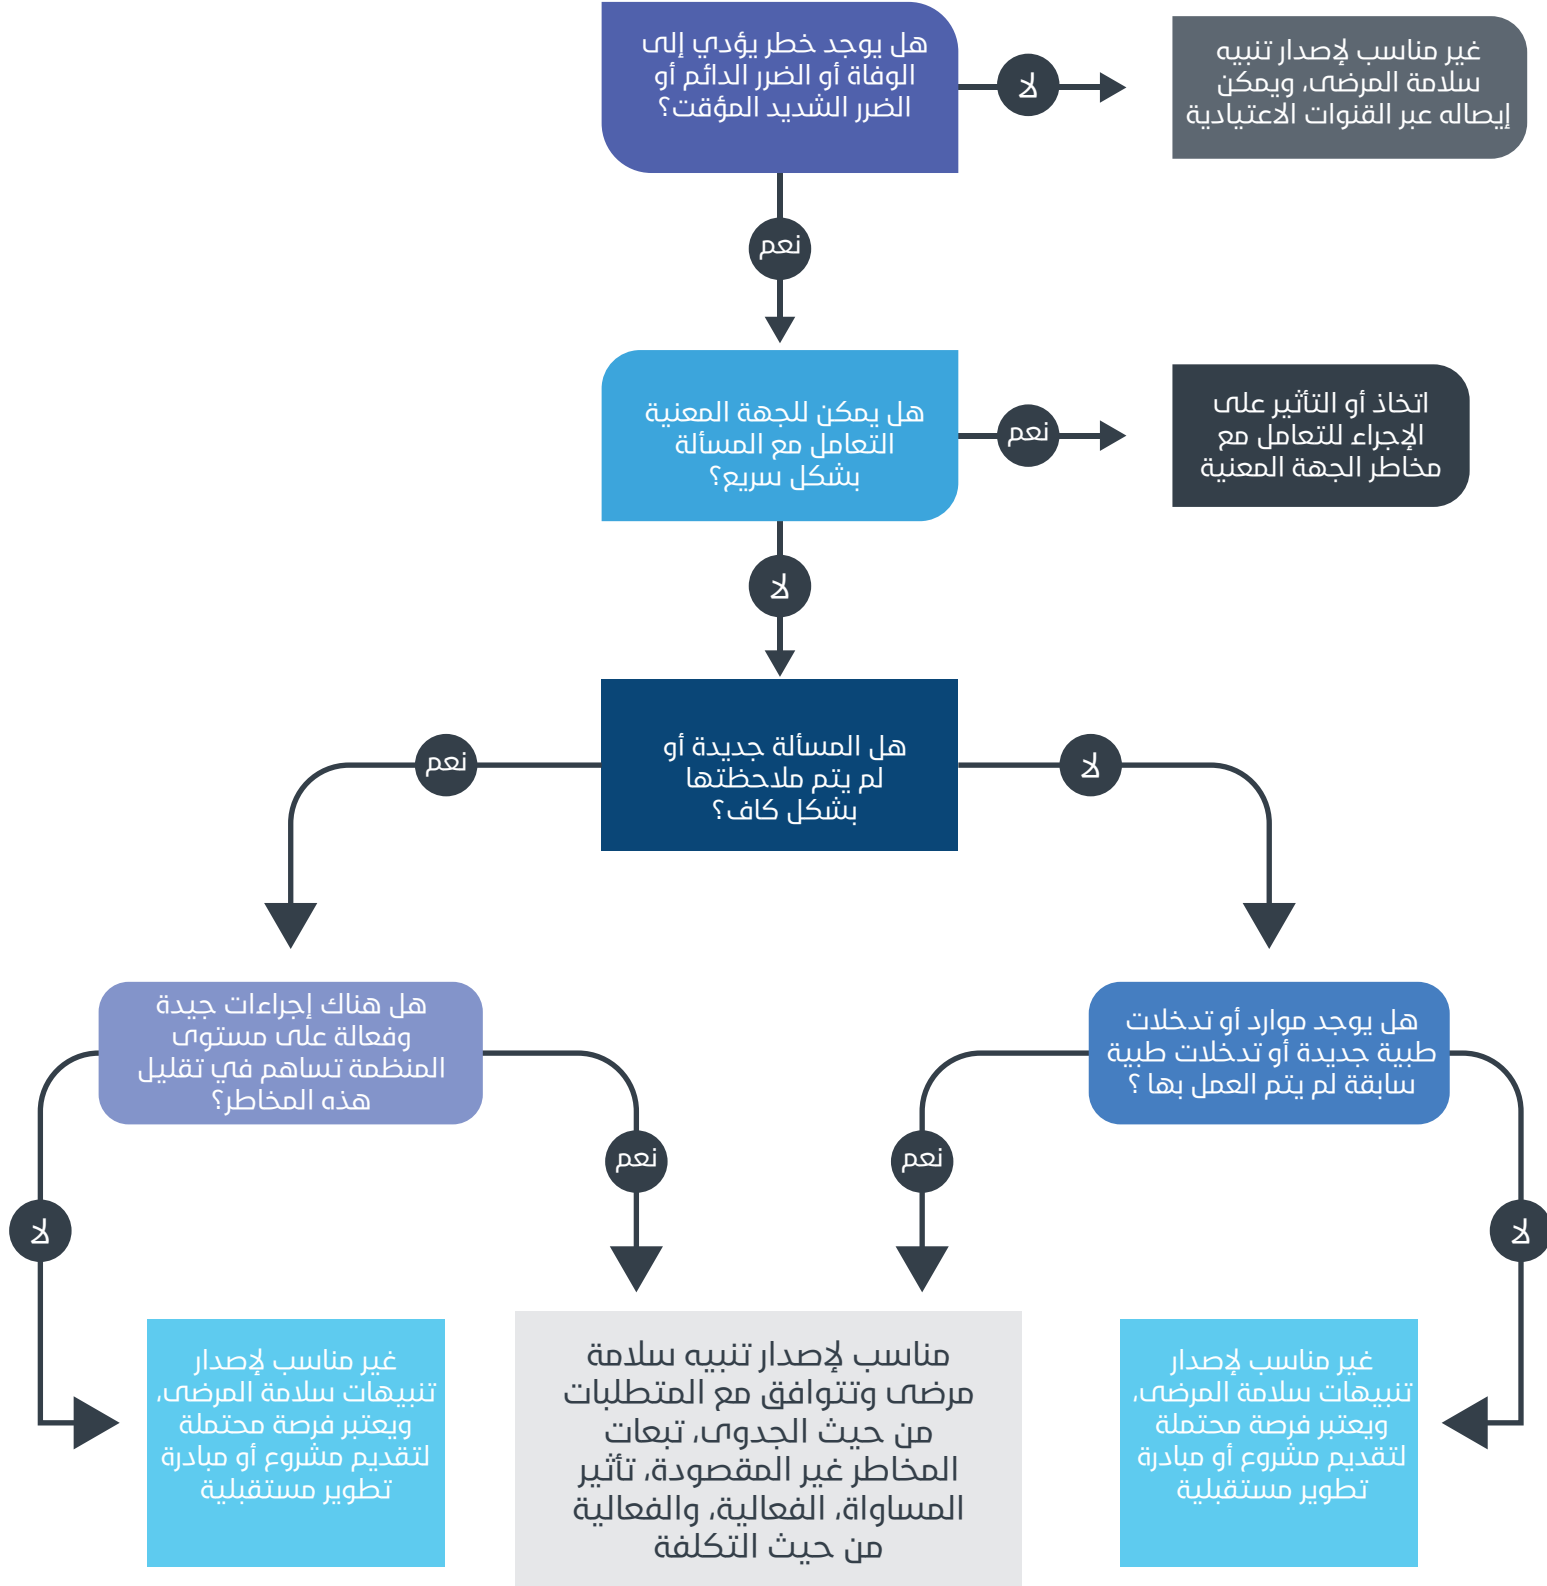 هل يوجد خطر يؤدي إلى
الوفاة أو الضرر الدائم أو
الضرر الشديد المؤقت؟
لا
غير مناسب لإصدار تنبيه
سلامة المرضى، ويمكن
إيصاله عبر القنوات الاعتيادية
نعم
هل يمكن للجهة المعنية
التعامل مع المسألة
بشكل سريع؟
نعم
اتخاذ أو التأثير على
الإجراء للتعامل مع
مخاطر الجهة المعنية
لا
هل المسألة جديدة أو
لم يتم ملاحظتها
بشكل كاف؟
لا
نعم
هل يوجد موارد أو تدخلات
طبية جديدة أو تدخلات طبية
سابقة لم يتم العمل بها ؟
هل هناك إجراءات جيدة
وفعالة على مستوى
المنظمة تساهم في تقليل
هذه المخاطر؟
نعم
نعم
لا
لا
غير مناسب لإصدار
تنبيهات سلامة المرضى،
ويعتبر فرصة محتملة
لتقديم مشروع أو مبادرة
تطوير مستقبلية
مناسب لإصدار تنبيه سلامة
مرضى وتتوافق مع المتطلبات
من حيث الجدوى، تبعات
المخاطر غير المقصودة، تأثير
المساواة، الفعالية، والفعالية
من حيث التكلفة
غير مناسب لإصدار
تنبيهات سلامة المرضى،
ويعتبر فرصة محتملة
لتقديم مشروع أو مبادرة
تطوير مستقبلية